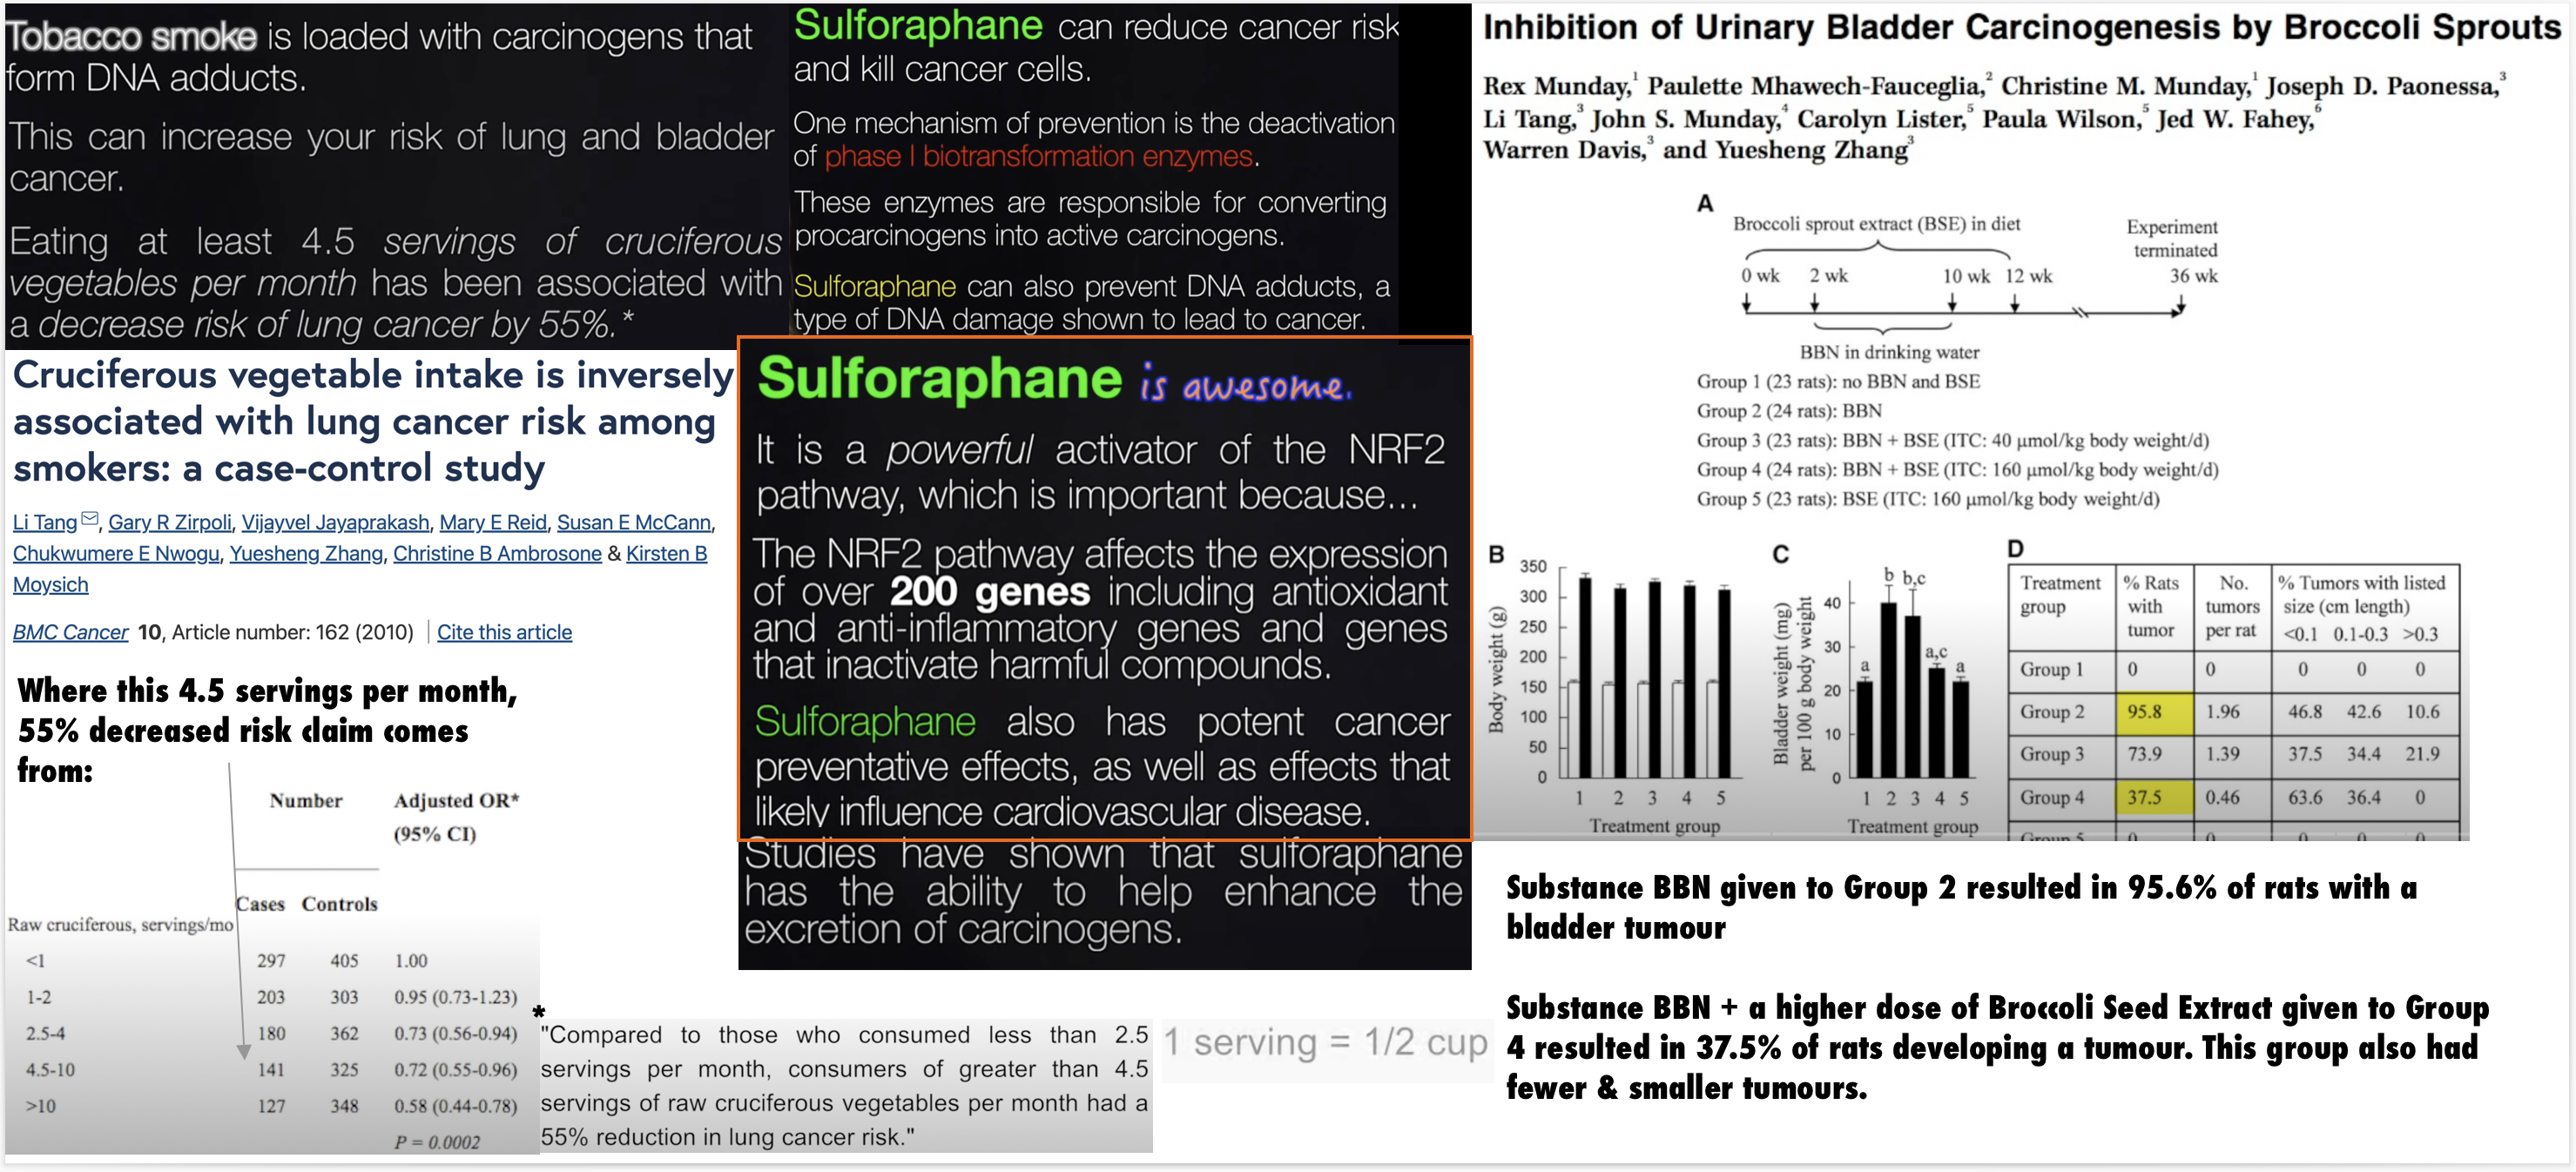 Tobacco smoke is loaded with carcinogens that
form DNA adducts.
This can increase your risk of lung and bladder
cancer.
Eating at least 4.5 servings of cruciferous
vegetables per month has been associated with
a decrease risk of lung cancer by 55%.*
Cruciferous vegetable intake is inversely
associated with lung cancer risk among
smokers: a case-control study
Li Tang, Gary R Zirpoli, Vijayvel Jayaprakash, Mary E Reid, Susan E McCann,
Chukwumere E Nwogu, Yuesheng Zhang, Christine B Ambrosone & Kirsten B
Moysich
BMC Cancer 10, Article number: 162 (2010) | Cite this article
Where this 4.5 servings per month,
55% decreased risk claim comes
from:
Number Adjusted OR*
(95% CI)
Cases Controls
Raw cruciferous, servings/mo
<1 297 405 1.00
1-2 203 303 0.95 (0.73-1.23)
2.5-4 180 362 0.73 (0.56-0.94)
4.5-10 141 325 0.72 (0.55-0.96)
>10 127 348 0.58 (0.44-0.78)
P = 0.0002
Sulforaphane can reduce cancer risk
and kill cancer cells.
One mechanism of prevention is the deactivation
of phase I biotransformation enzymes.
These enzymes are responsible for converting
procarcinogens into active carcinogens.
Sulforaphane can also prevent DNA adducts, a
type of DNA damage shown to lead to cancer.
Sulforaphane is awesome.
It is a powerful activator of the NRF2
pathway, which is important because...
The NRF2 pathway affects the expression
of over 200 genes including antioxidant
and anti-inflammatory genes and genes
that inactivate harmful compounds.
Sulforaphane also has potent cancer
preventative effects, as well as effects that
likely influence cardiovascular disease.
Studies have shown that sulforaphane
has the ability to help enhance the
excretion of carcinogens.
*
"Compared to those who consumed less than 2.5
servings per month, consumers of greater than 4.5
servings of raw cruciferous vegetables per month had a
55% reduction in lung cancer risk."
1 serving = 1/2 cup
Inhibition of Urinary Bladder Carcinogenesis by Broccoli Sprouts
Rex Munday,1 Paulette Mhawech-Fauceglia,2 Christine M. Munday,1 Joseph D. Paonessa,3
Li Tang,3 John S. Munday,4 Carolyn Lister,5 Paula Wilson,5 Jed W. Fahey,6
Warren Davis,3 and Yuesheng Zhang3
A
Broccoli sprout extract (BSE) in diet
Experiment
terminated
0 wk 2 wk 10 wk 12 wk 36 wk
BBN in drinking water
Group 1 (23 rats): no BBN and BSE
Group 2 (24 rats): BBN
Group 3 (23 rats): BBN + BSE (ITC: 40 μmol/kg body weight/d)
Group 4 (24 rats): BBN + BSE (ITC: 160 μmol/kg body weight/d)
Group 5 (23 rats): BSE (ITC: 160 μmol/kg body weight/d)
B
Body weight (g)
350
300
250
200
150
100
50
0
1 2 3 4 5
Treatment group
C
Bladder weight (mg)
per 100 g body weight
40
30
20
10
0
a b b,c a,c a
1 2 3 4 5
Treatment group
D
Treatment group % Rats with tumor No. tumors per rat % Tumors with listed size (cm length)
<0.1 0.1-0.3 >0.3
Group 1 0 0 0 0 0
Group 2 95.8 1.96 46.8 42.6 10.6
Group 3 73.9 1.39 37.5 34.4 21.9
Group 4 37.5 0.46 63.6 36.4 0
Group 5 0 0 0 0 0
Substance BBN given to Group 2 resulted in 95.6% of rats with a
bladder tumour
Substance BBN + a higher dose of Broccoli Seed Extract given to Group
4 resulted in 37.5% of rats developing a tumour. This group also had
fewer & smaller tumours.